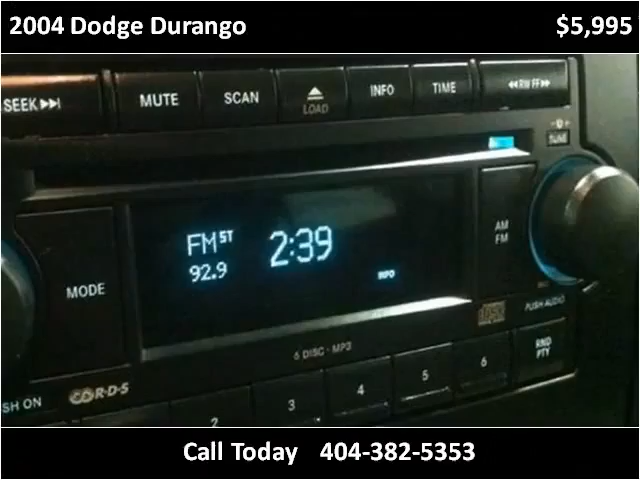 2004 Dodge Durango $5,995
SEEK MUTE SCAN LOAD INFO TIME RW FF
TUNE
FM ST 2:39
92.9
INFO
AM
FM
MODE
PUSH AUDIO
6 DISC · MP3
RND
PTY
R·D·S
SH ON
2 3 4 5 6
Call Today 404-382-5353